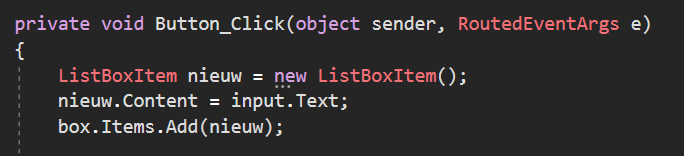 private void Button_Click(object sender, RoutedEventArgs e)
{
ListBoxItem nieuw = new ListBoxItem();
nieuw.Content = input.Text;
box.Items.Add(nieuw);